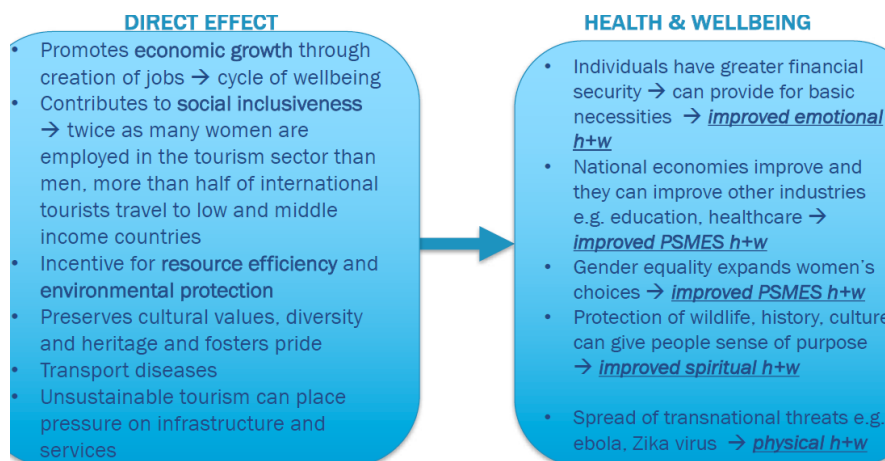 DIRECT EFFECT
• Promotes economic growth through
creation of jobs → cycle of wellbeing
• Contributes to social inclusiveness
→ twice as many women are
employed in the tourism sector than
men, more than half of international
tourists travel to low and middle
income countries
• Incentive for resource efficiency and
environmental protection
• Preserves cultural values, diversity
and heritage and fosters pride
• Transport diseases
• Unsustainable tourism can place
pressure on infrastructure and
services
HEALTH & WELLBEING
• Individuals have greater financial
security → can provide for basic
necessities → improved emotional
h+w
• National economies improve and
they can improve other industries
e.g. education, healthcare →
improved PSMES h+w
• Gender equality expands women's
choices → improved PSMES h+w
• Protection of wildlife, history, culture
can give people sense of purpose
→ improved spiritual h+w
• Spread of transnational threats e.g.
ebola, Zika virus → physical h+w